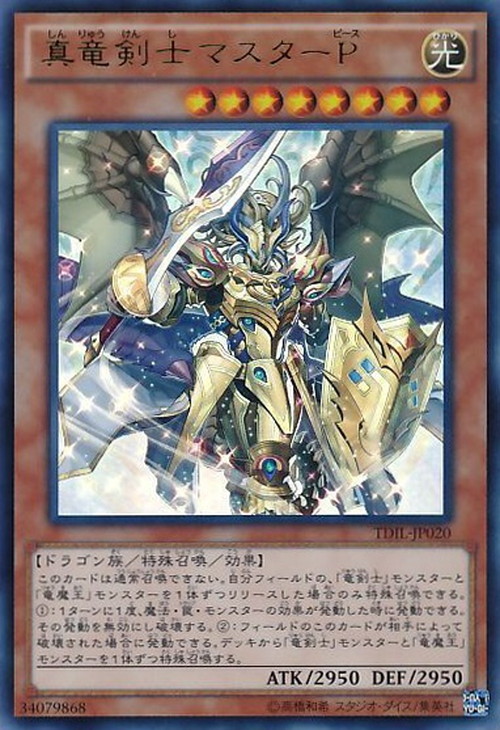 真竜剣士マスターP
光
TDIL-JP020
【ドラゴン族／特殊召喚／効果】
このカードは通常召喚できない。自分フィールドの、「竜剣士」モンスターと
「竜魔王」モンスターを１体ずつリリースした場合のみ特殊召喚できる。
①：１ターンに１度、魔法・罠・モンスターの効果が発動した時に発動できる。
その発動を無効にし破壊する。②：フィールドのこのカードが相手によって
破壊された場合に発動できる。デッキから「竜剣士」モンスターと「竜魔王」
モンスターを１体ずつ特殊召喚する。
ATK/2950 DEF/2950
34079868
©高橋和希 スタジオ・ダイス/集英社